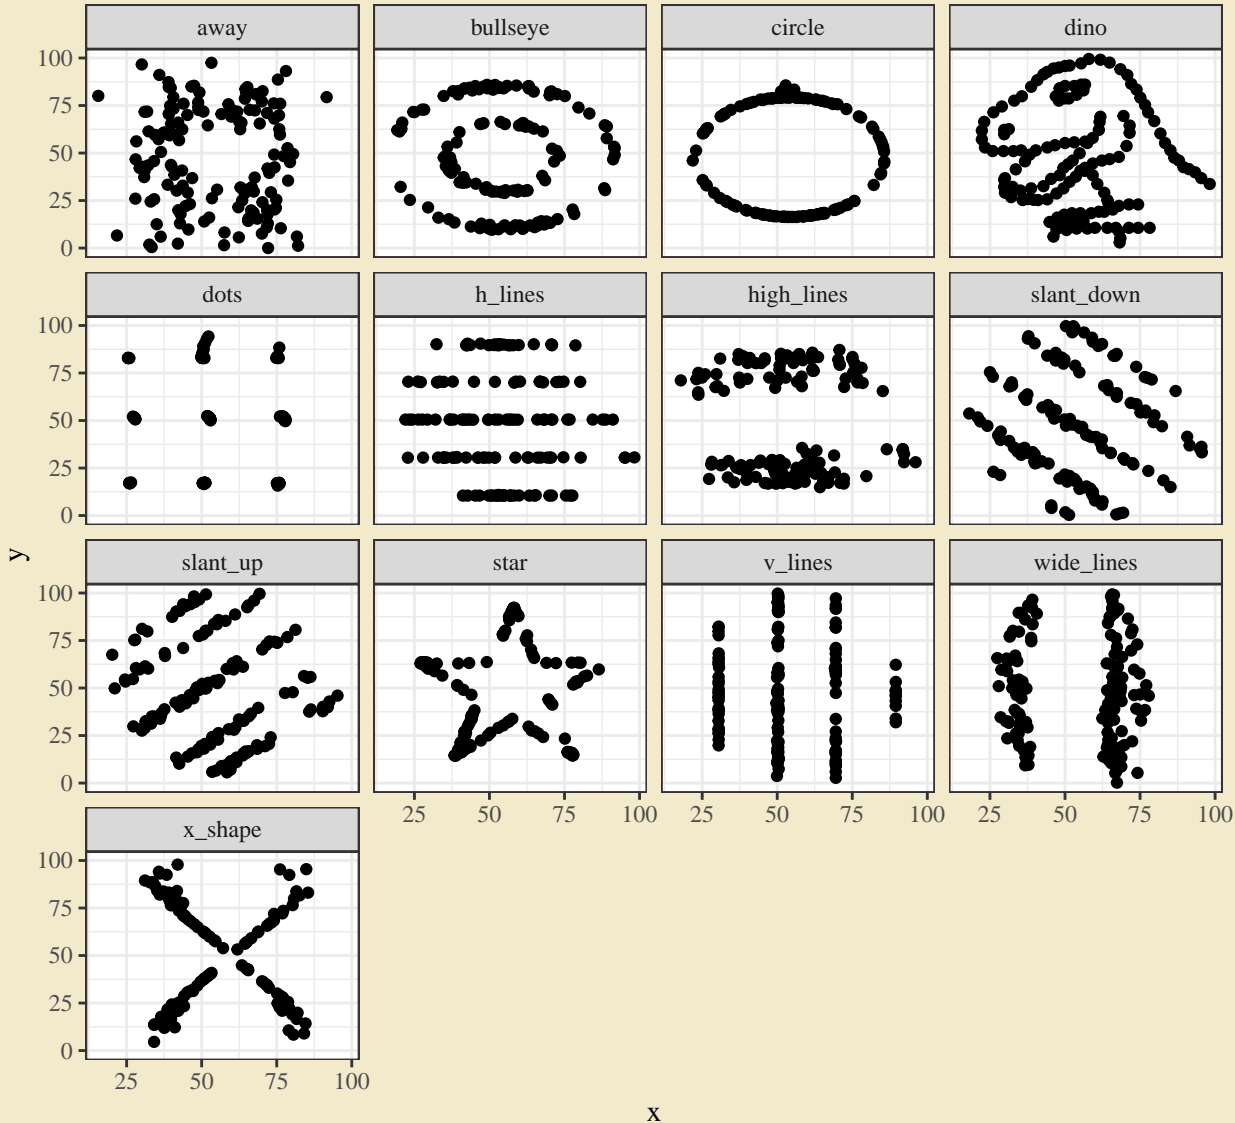 away bullseye circle dino
100
75
50
25
0
dots h_lines high_lines slant_down
100
75
50
25
0
slant_up star v_lines wide_lines
100
75
50
25
0
25 50 75 100 25 50 75 100 25 50 75 100
x_shape
100
75
50
25
0
25 50 75 100
x
y